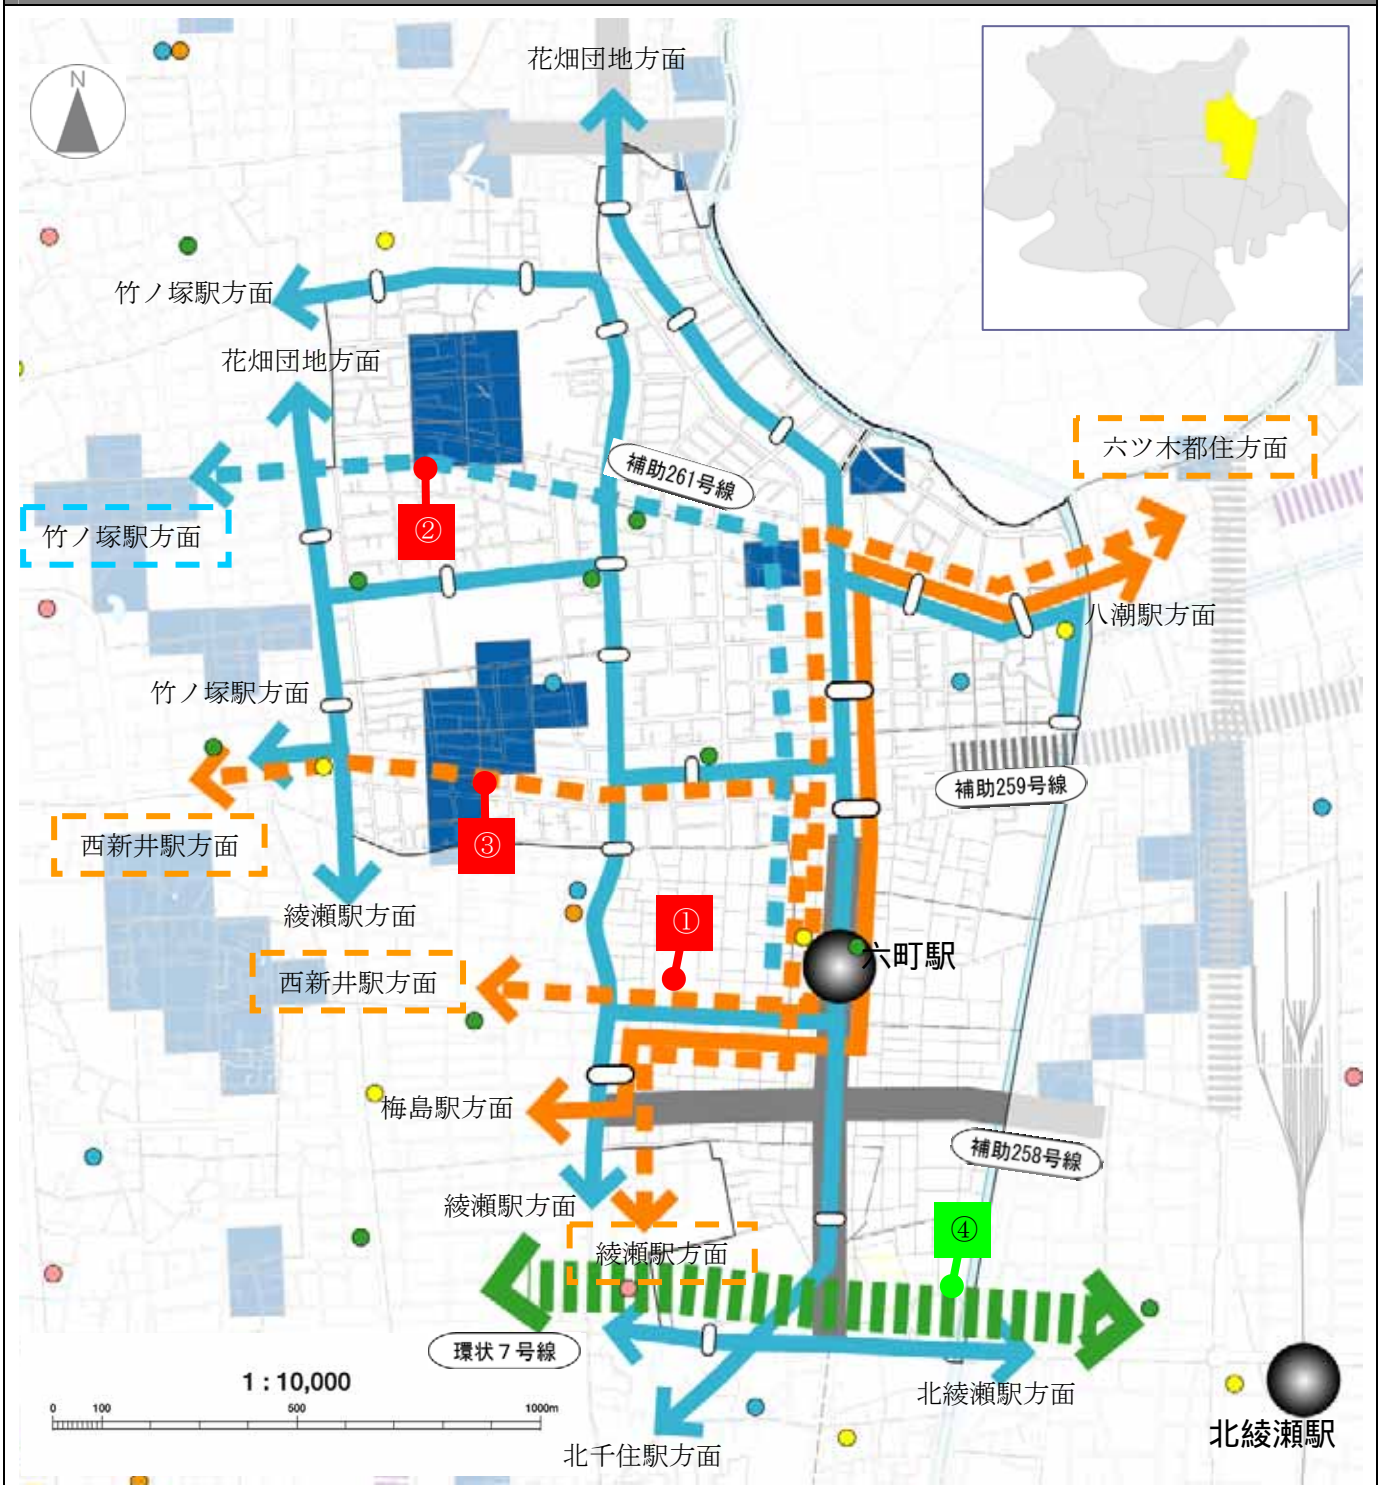 花畑団地方面
N
竹ノ塚駅方面
花畑団地方面
六ツ木都住方面
補助261号線
②
竹ノ塚駅方面
八潮駅方面
竹ノ塚駅方面
補助259号線
西新井駅方面
③
綾瀬駅方面
①
六町駅
西新井駅方面
梅島駅方面
補助258号線
綾瀬駅方面
④
綾瀬駅方面
環状7号線
1：10,000
北綾瀬駅方面
0 100 500 1000m
北綾瀬駅
北千住駅方面